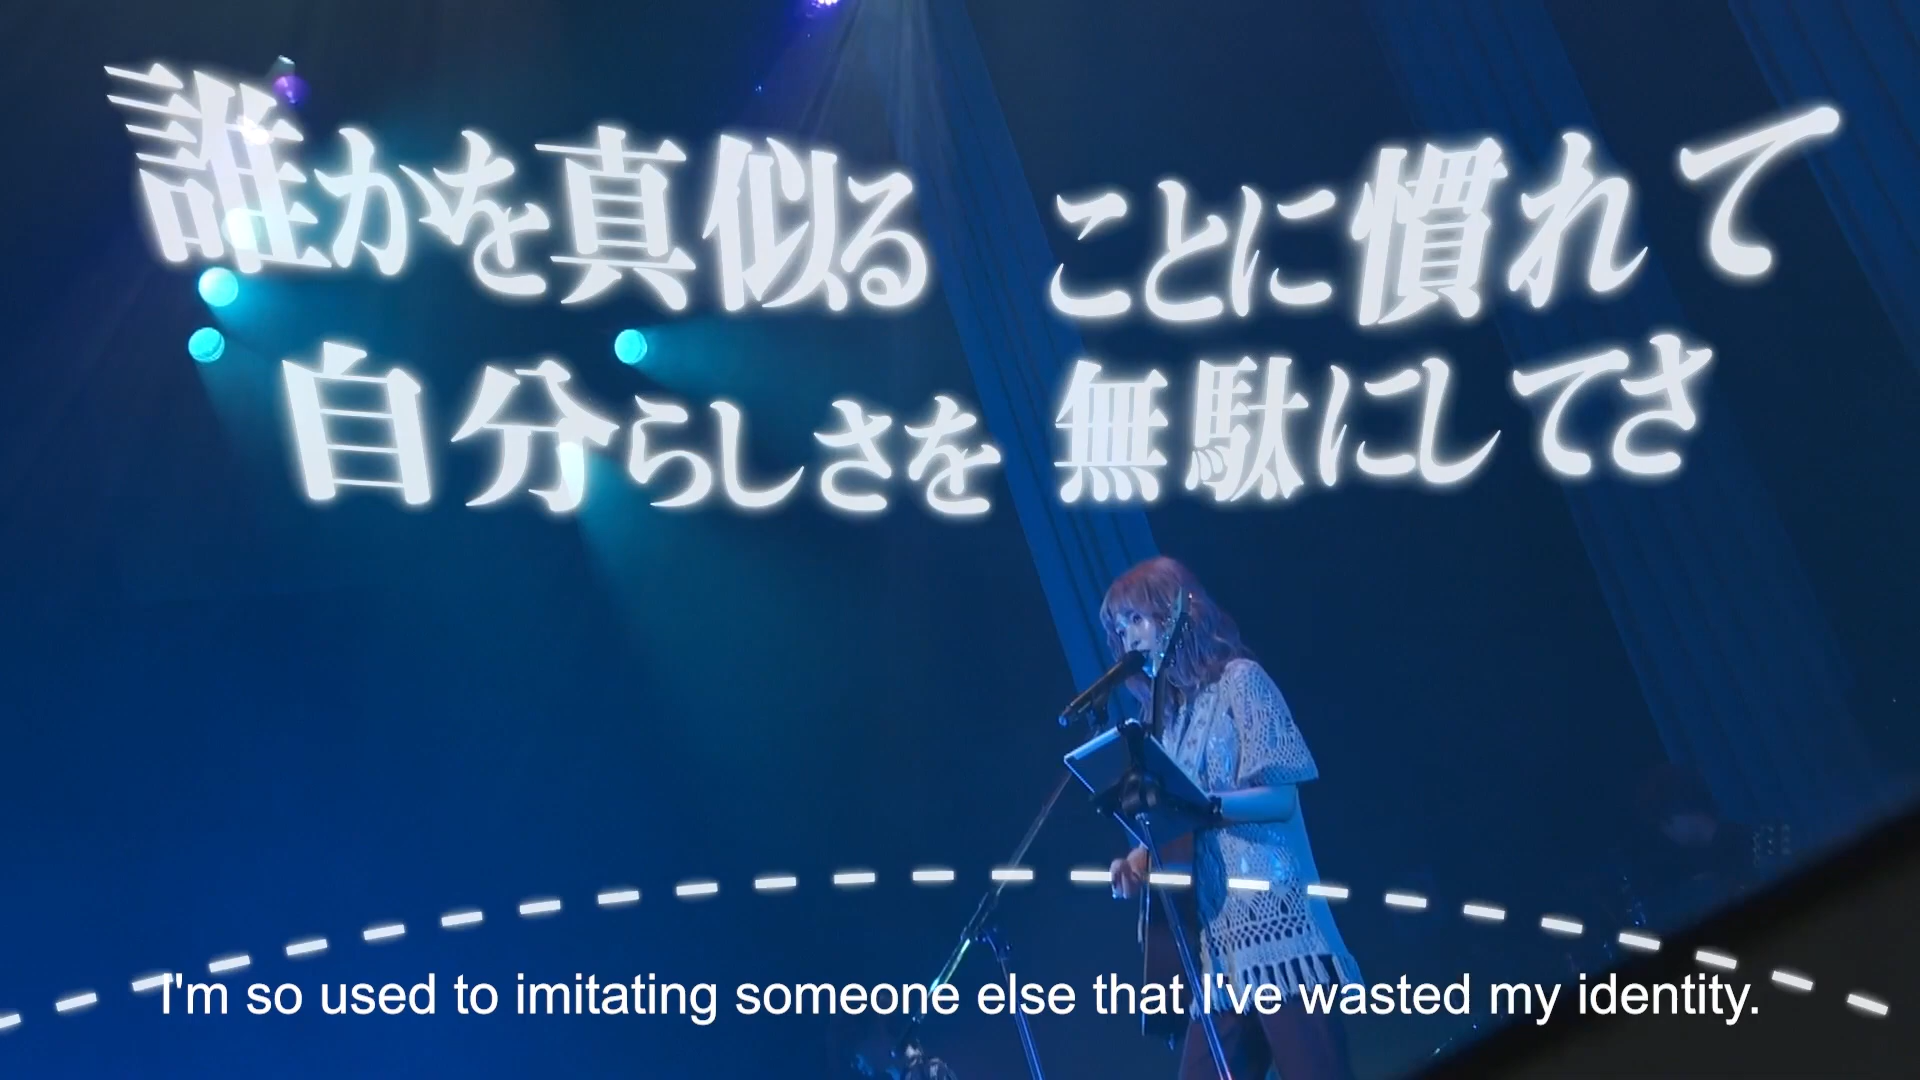 誰かを真似る ことに慣れて
自分らしさを 無駄にしてさ
I'm so used to imitating someone else that I've wasted my identity.